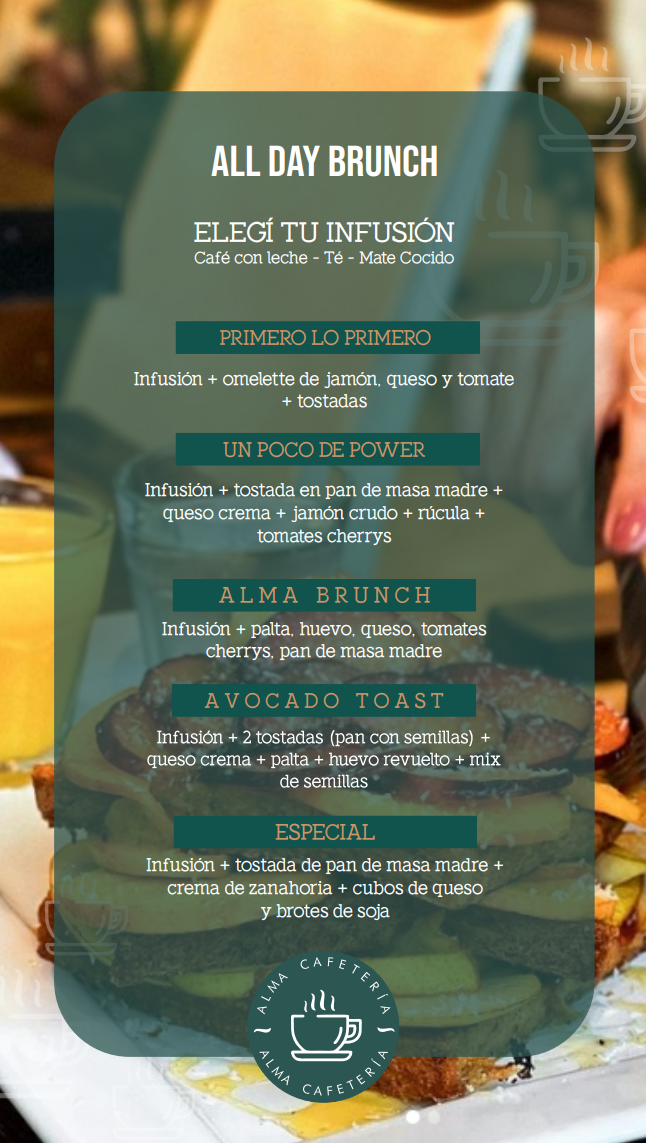 ALL DAY BRUNCH
ELEGÍ TU INFUSIÓN
Café con leche - Té - Mate Cocido
PRIMERO LO PRIMERO
Infusión + omelette de jamón, queso y tomate
+ tostadas
UN POCO DE POWER
Infusión + tostada en pan de masa madre +
queso crema + jamón crudo + rúcula +
tomates cherrys
ALMA BRUNCH
Infusión + palta, huevo, queso, tomates
cherrys, pan de masa madre
AVOCADO TOAST
Infusión + 2 tostadas (pan con semillas) +
queso crema + palta + huevo revuelto + mix
de semillas
ESPECIAL
Infusión + tostada de pan de masa madre +
crema de zanahoria + cubos de queso
y brotes de soja
ALMA CAFETERÍA
ALMA CAFETERÍA